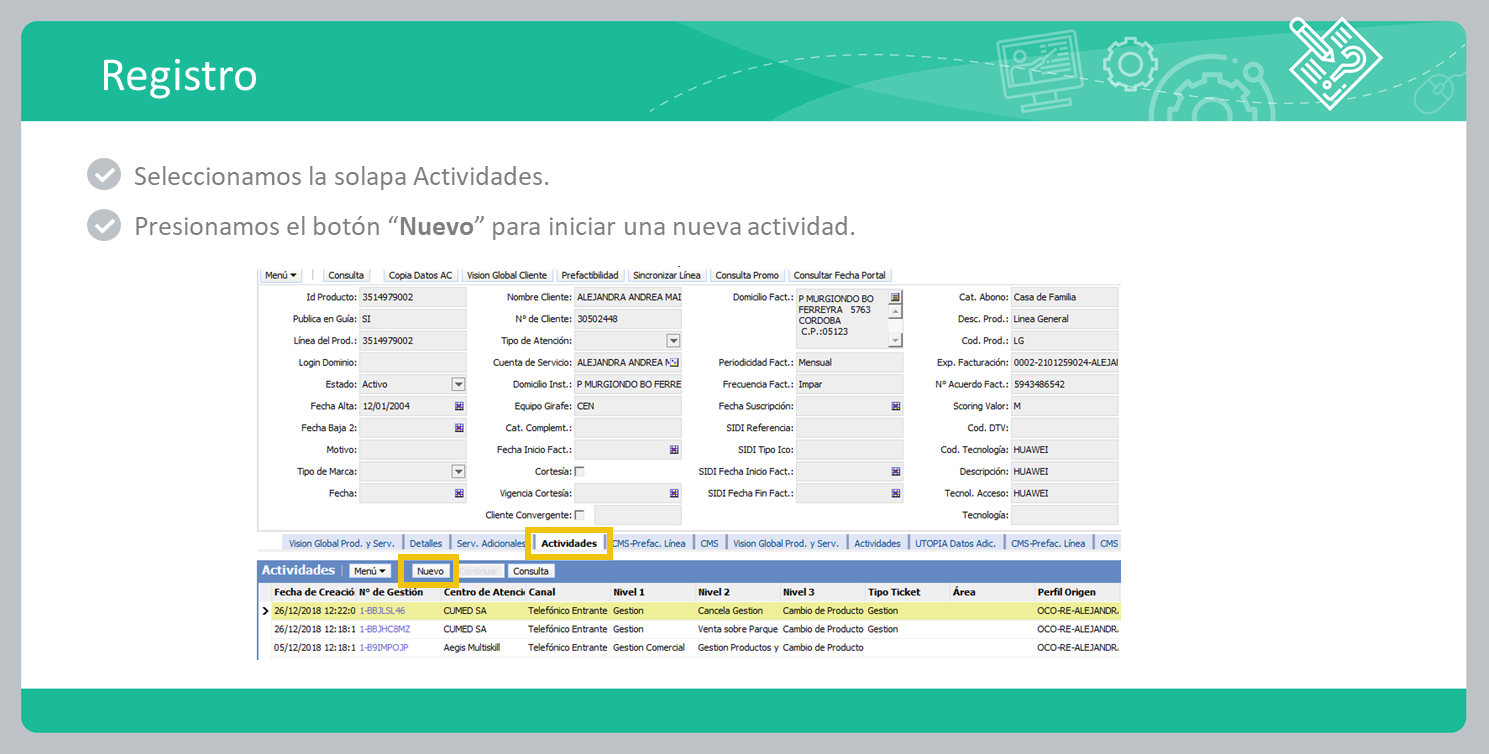 Registro
Seleccionamos la solapa Actividades.
Presionamos el botón “Nuevo” para iniciar una nueva actividad.
Menú Consulta Copia Datos AC Vision Global Cliente Prefactibilidad Sincronizar Línea Consulta Promo Consultar Fecha Portal
Id Producto: 3514979002 Nombre Cliente: ALEJANDRA ANDREA MAI Domicilio Fact.: P MURGIONDO BO Cat. Abono: Casa de Familia
FERREYRA 5763
Publica en Guía: SI N° de Cliente: 30502448 CORDOBA Desc. Prod.: Linea General
C.P.:05123
Línea del Prod.: 3514979002 Tipo de Atención: Cod. Prod.: LG
Login Dominio: Cuenta de Servicio: ALEJANDRA ANDREA Periodicidad Fact.: Mensual Exp. Facturación: 0002-2101259024-ALEJAI
Estado: Activo Domicilio Inst.: P MURGIONDO BO FERRE Frecuencia Fact.: Impar N° Acuerdo Fact.: 5943486542
Fecha Alta: 12/01/2004 Equipo Girafe: CEN Fecha Suscripción: Scoring Valor: M
Fecha Baja 2: Cat. Complemt.: SIDI Referencia: Cod. DTV:
Motivo: Fecha Inicio Fact.: SIDI Tipo Ico: Cod. Tecnología: HUAWEI
Tipo de Marca: Cortesía: SIDI Fecha Inicio Fact.: Descripción: HUAWEI
Fecha: Vigencia Cortesía: SIDI Fecha Fin Fact.: Tecnol. Acceso: HUAWEI
Cliente Convergente: Tecnología:
Vision Global Prod. y Serv. Detalles Serv. Adicionales Actividades CMS-Prefac. Línea CMS Vision Global Prod. y Serv. Actividades UTOPIA Datos Adic. CMS-Prefac. Línea CMS
Actividades Menú Nuevo Continuar Consulta
Fecha de Creació N° de Gestión Centro de Atenci Canal Nivel 1 Nivel 2 Nivel 3 Tipo Ticket Área Perfil Origen
26/12/2018 12:22:0 1-BBJLSL46 CUMED SA Telefónico Entrante Gestion Cancela Gestion Cambio de Producto Gestion OCO-RE-ALEJANDR
26/12/2018 12:18:1 1-BBJHC8MZ CUMED SA Telefónico Entrante Gestion Venta sobre Parque Cambio de Producto Gestion OCO-RE-ALEJANDR
05/12/2018 12:18:1 1-B9IMPOJP Aegis Multiskill Telefónico Entrante Gestion Comercial Gestion Productos y Cambio de Producto OCO-RE-ALEJANDR